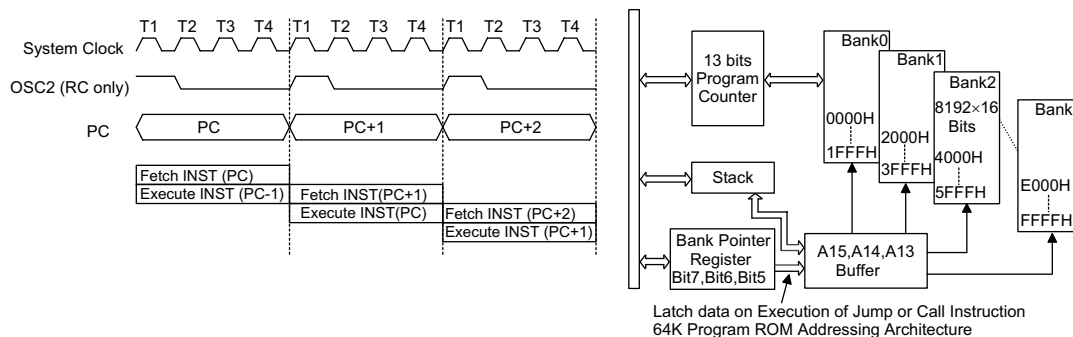 T1 T2 T3 T4 T1 T2 T3 T4 T1 T2 T3 T4
System Clock
OSC2 (RC only)
PC
PC PC+1 PC+2
Fetch INST (PC)
Execute INST (PC-1) Fetch INST(PC+1)
Execute INST(PC) Fetch INST (PC+2)
Execute INST (PC+1)
13 bits
Program
Counter
Stack
Bank Pointer
Register
Bit7,Bit6,Bit5
A15,A14,A13
Buffer
Bank0
0000H
1FFFH
Bank1
2000H
3FFFH
Bank2
8192×16
Bits
4000H
5FFFH
Bank
E000H
FFFFH
Latch data on Execution of Jump or Call Instruction
64K Program ROM Addressing Architecture